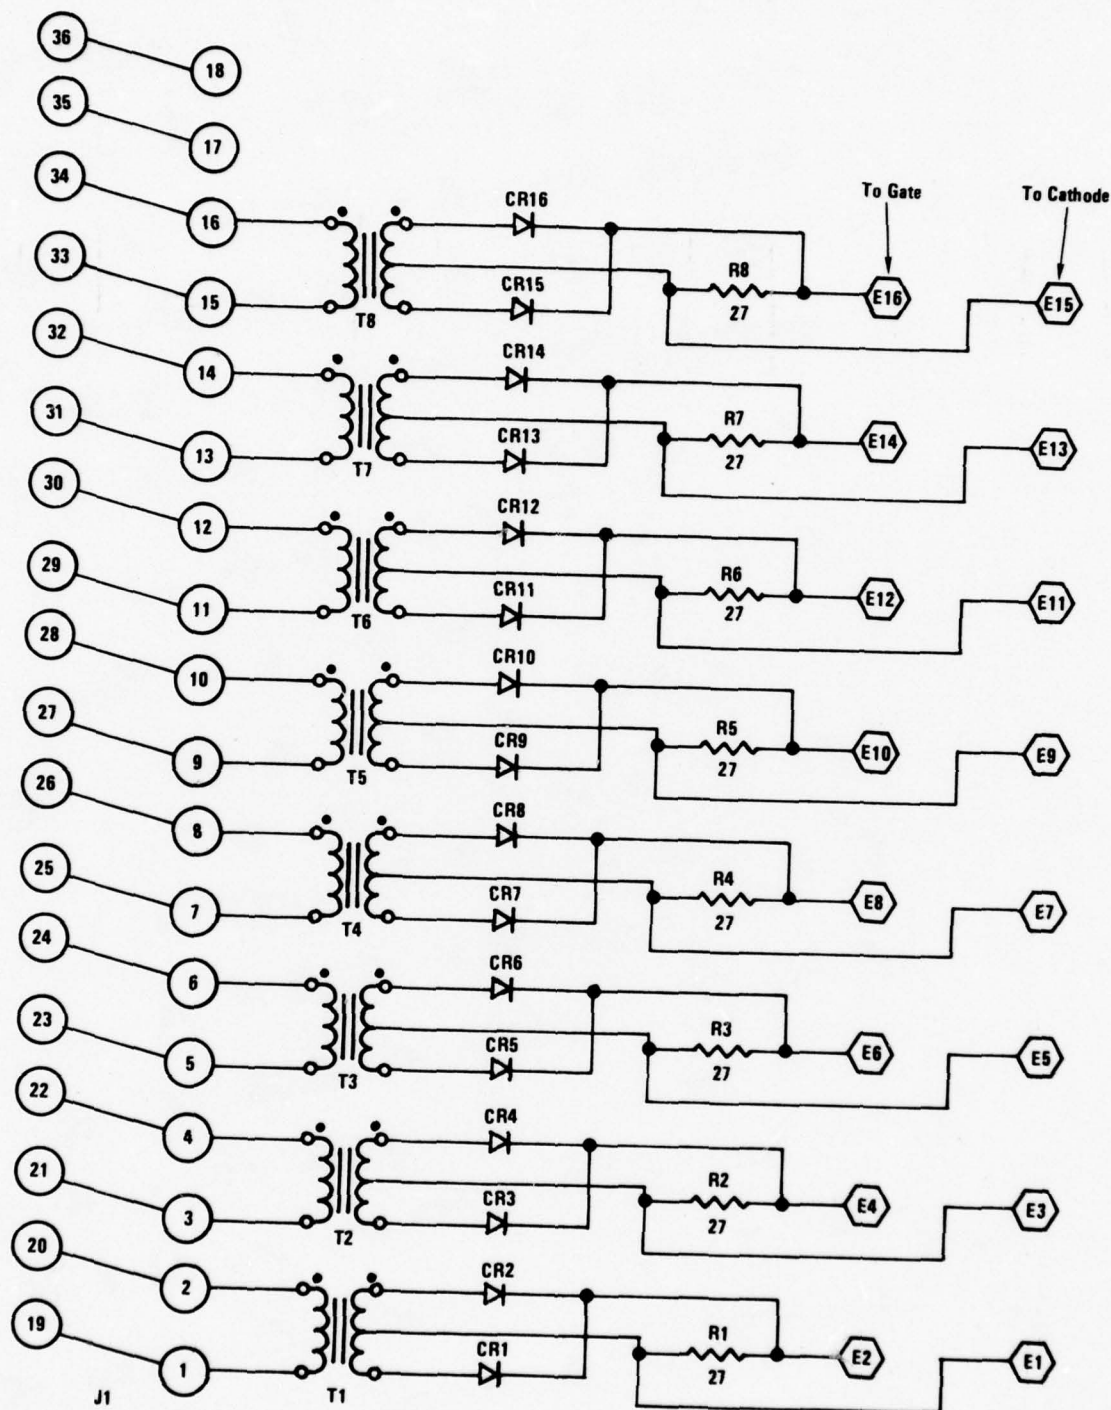 36
18
35
17
34
16
CR16
To Gate
To Cathode
33
15
T8
CR15
R8
27
E16
E15
32
14
CR14
31
13
T7
CR13
R7
27
E14
E13
30
12
CR12
29
11
T6
CR11
R6
27
E12
E11
28
10
CR10
27
9
T5
CR9
R5
27
E10
E9
26
8
CR8
25
7
T4
CR7
R4
27
E8
E7
24
6
CR6
23
5
T3
CR5
R3
27
E6
E5
22
4
CR4
21
3
T2
CR3
R2
27
E4
E3
20
2
CR2
19
1
T1
CR1
R1
27
E2
E1
J1